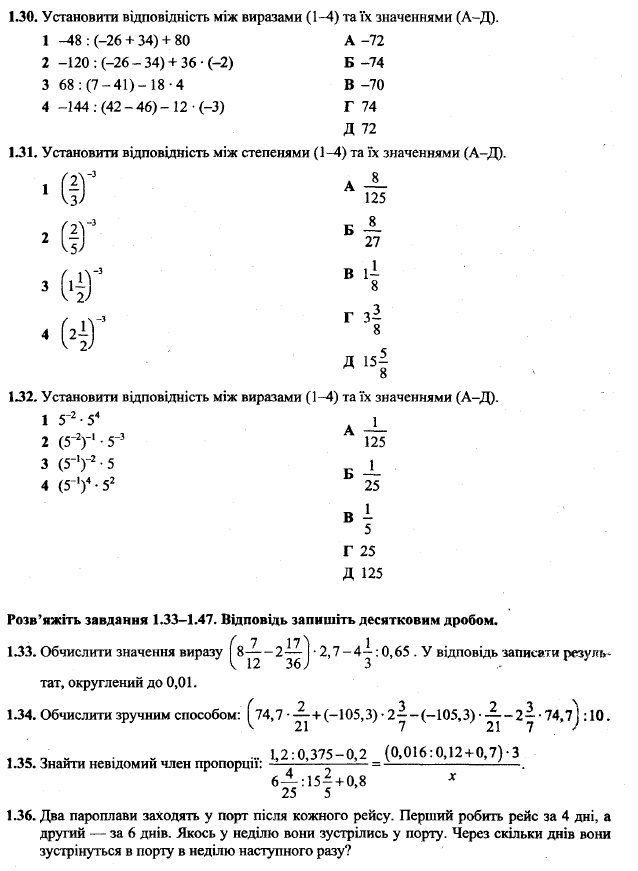 1.30. Установити відповідність між виразами (1–4) та їх значеннями (А–Д).
1 –48 : (–26 + 34) + 80 А –72
2 –120 : (–26 – 34) + 36 · (–2) Б –74
3 68 : (7 – 41) – 18 · 4 В –70
4 –144 : (42 – 46) – 12 · (–3) Г 74
Д 72
1.31. Установити відповідність між степенями (1–4) та їх значеннями (А–Д).
1 (2/3)⁻³ А 8/125
2 (2/5)⁻³ Б 8/27
3 (1 1/2)⁻³ В 1 1/8
4 (2 1/2)⁻³ Г 3 3/8
Д 15 5/8
1.32. Установити відповідність між виразами (1–4) та їх значеннями (А–Д).
1 5⁻² · 5⁴ А 1/125
2 (5⁻²)⁻¹ · 5⁻³
3 (5⁻¹)⁻² · 5 Б 1/25
4 (5⁻¹)⁴ · 5²
В 1/5
Г 25
Д 125
Розв’яжіть завдання 1.33–1.47. Відповідь запишіть десятковим дробом.
1.33. Обчислити значення виразу (8 7/12 – 2 17/36) · 2,7 – 4 1/3 : 0,65 . У відповідь записати резуль-
тат, округлений до 0,01.
1.34. Обчислити зручним способом: (74,7 · 2/21 + (–105,3) · 2 3/7 – (–105,3) · 2/21 – 2 3/7 · 74,7) : 10 .
1.35. Знайти невідомий член пропорції: (1,2 : 0,375 – 0,2)/(6 4/25 : 15 2/5 + 0,8) = ((0,016 : 0,12 + 0,7) · 3)/x .
1.36. Два пароплави заходять у порт після кожного рейсу. Перший робить рейс за 4 дні, а
другий — за 6 днів. Якось у неділю вони зустрілись у порту. Через скільки днів вони
зустрінуться в порту в неділю наступного разу?